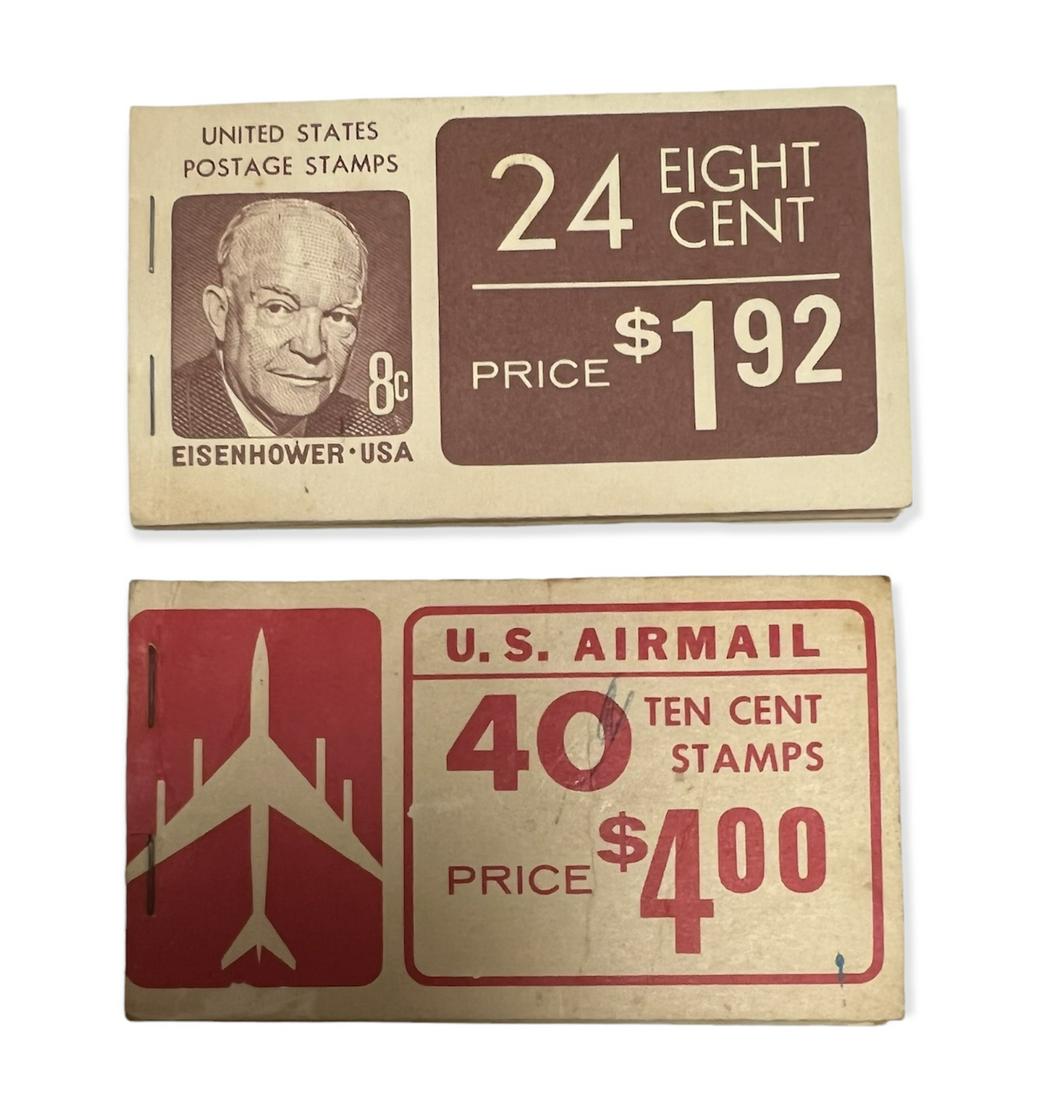 UNITED STATES
POSTAGE STAMPS
8c
EISENHOWER·USA
24 EIGHT
CENT
PRICE $192
U.S. AIRMAIL
40 TEN CENT
STAMPS
PRICE $400